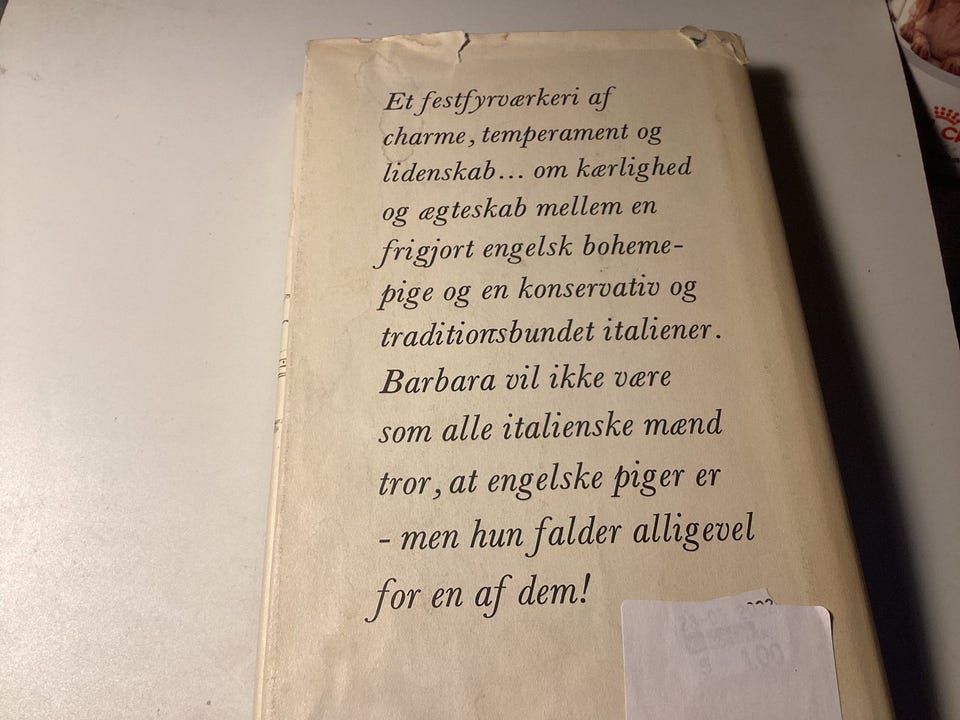 Et festfyrværkeri af
charme, temperament og
lidenskab... om kærlighed
og ægteskab mellem en
frigjort engelsk boheme-
pige og en konservativ og
traditionsbundet italiener.
Barbara vil ikke være
som alle italienske mænd
tror, at engelske piger er
- men hun falder alligevel
for en af dem!